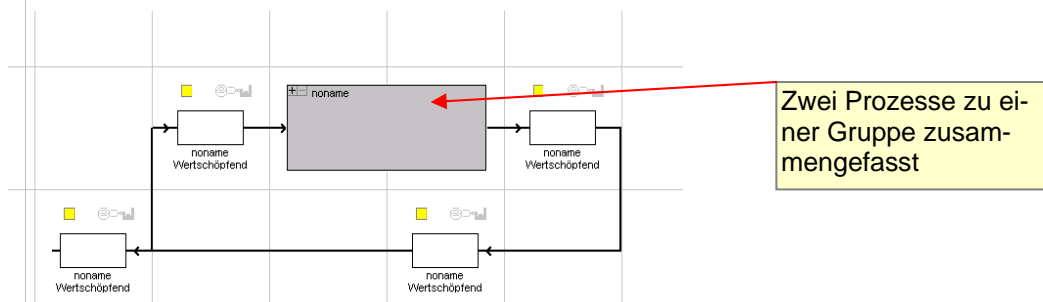 noname
Zwei Prozesse zu ei-
ner Gruppe zusam-
mengefasst
noname
Wertschöpfend
noname
Wertschöpfend
noname
Wertschöpfend
noname
Wertschöpfend